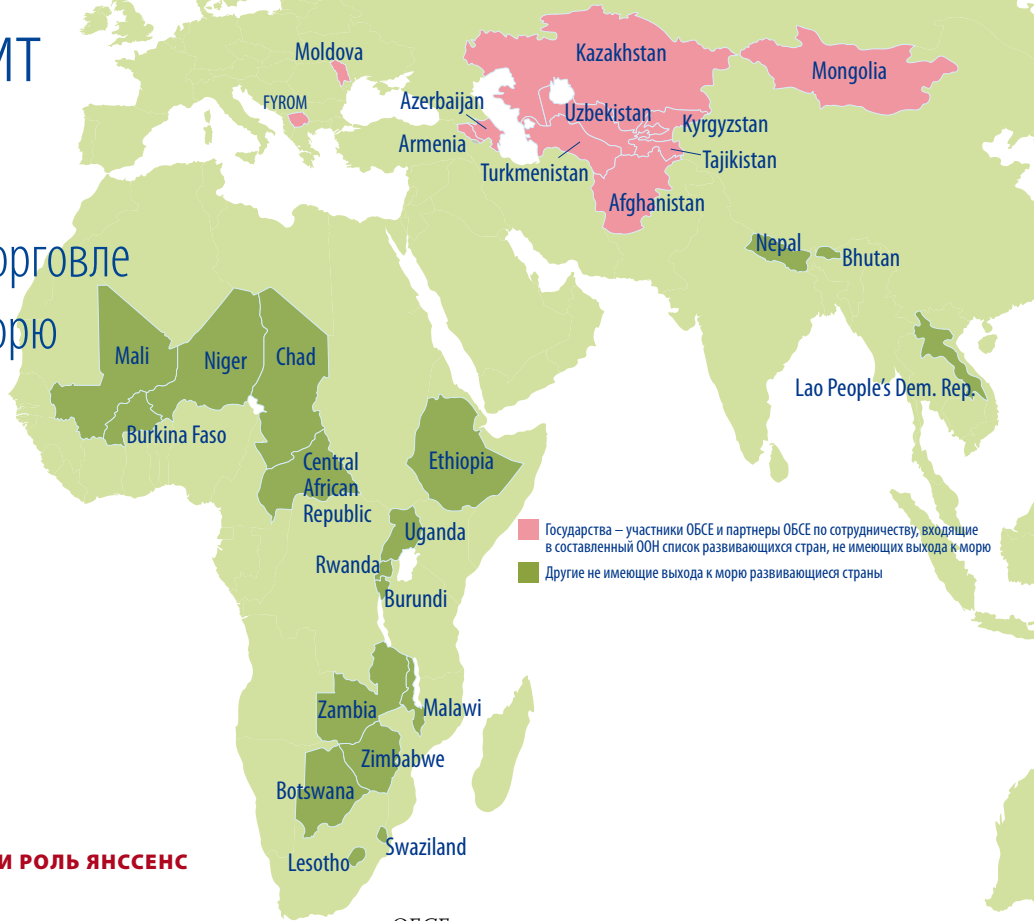 ИТ
орговле
орю
Moldova
FYROM
Azerbaijan
Armenia
Kazakhstan
Mongolia
Uzbekistan
Kyrgyzstan
Tajikistan
Turkmenistan
Afghanistan
Nepal
Bhutan
Lao People's Dem. Rep.
Mali
Niger
Chad
Burkina Faso
Central
African
Republic
Ethiopia
Uganda
Rwanda
Burundi
Государства – участники ОБСЕ и партнеры ОБСЕ по сотрудничеству, входящие
в составленный ООН список развивающихся стран, не имеющих выхода к морю
Другие не имеющие выхода к морю развивающиеся страны
Zambia
Malawi
Zimbabwe
Botswana
Swaziland
Lesotho
И РОЛЬ ЯНССЕНС